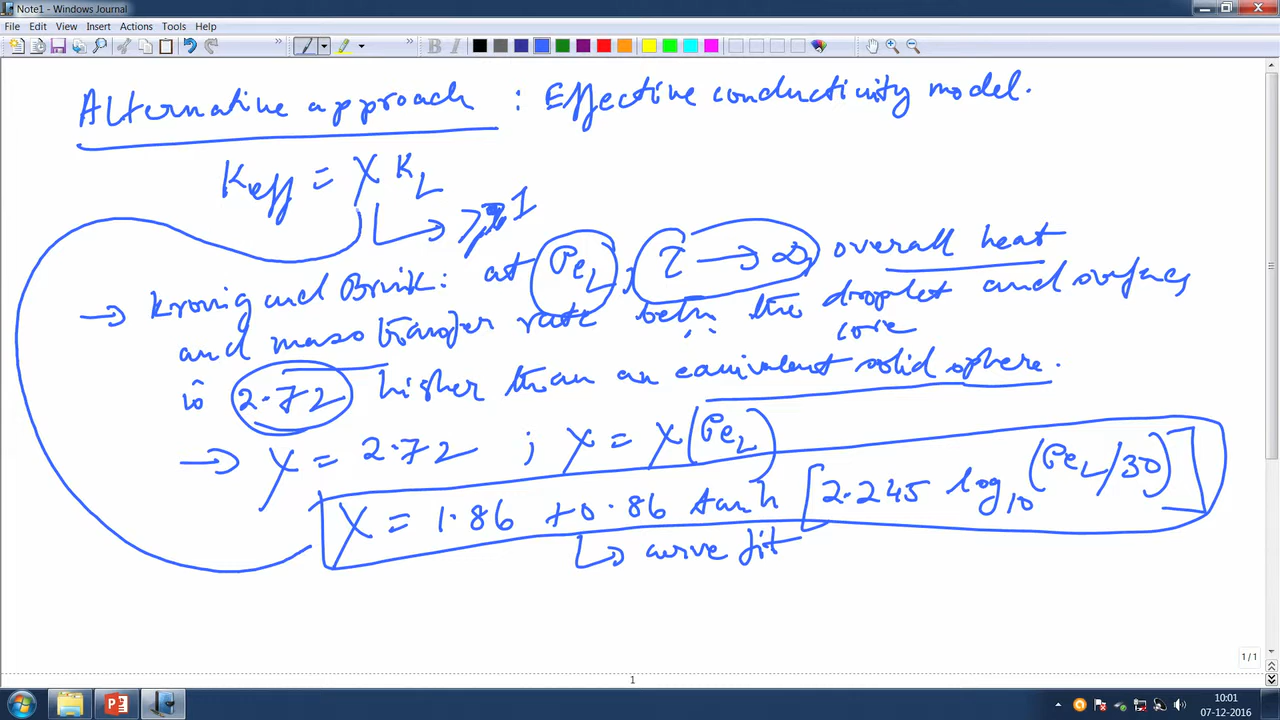 Note1 - Windows Journal
File Edit View Insert Actions Tools Help
Alternative approach : Effective conductivity model.
Keff = χ KL
→ 1
→ Kronig and Brink: at PeL, τ → ∞, overall heat
and mass transfer rate betn the droplet and surface
core
is 2.72 higher than an equivalent solid sphere.
→ χ = 2.72 ; χ = χ(PeL)
χ = 1.86 + 0.86 tanh [2.245 log10 (PeL/30)]
↳ curve fit
1/1
1
10:01
07-12-2016